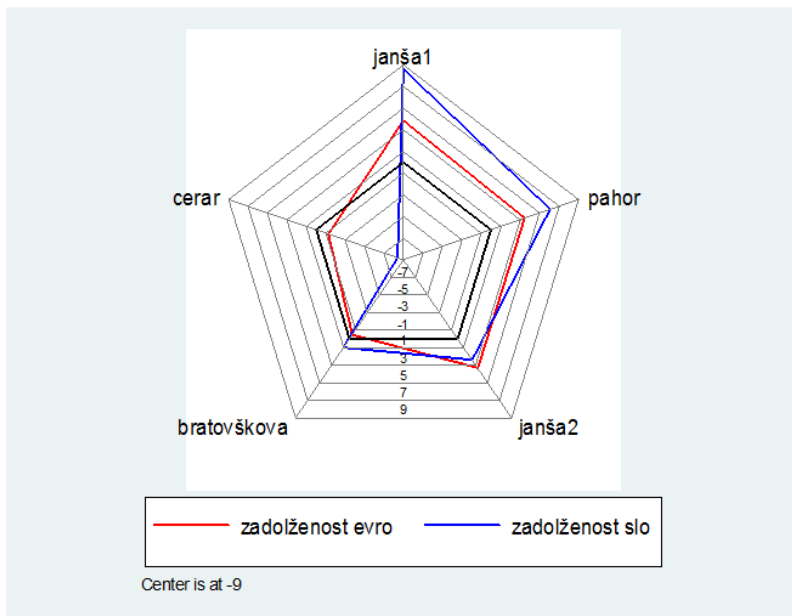 janša1
cerar
pahor
-7
-5
-3
-1
1
3
5
7
9
bratovškova
janša2
zadolženost evro zadolženost slo
Center is at -9